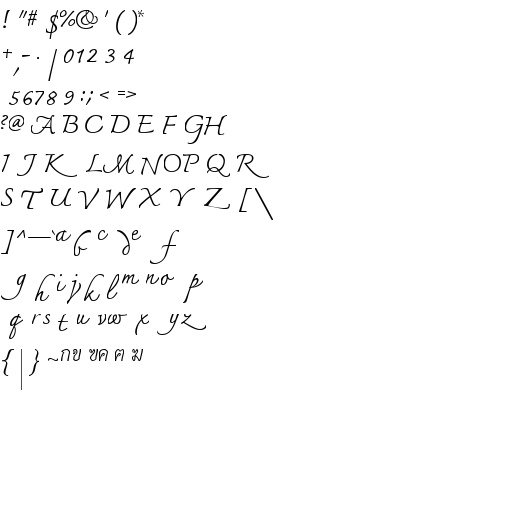 ! "# $%@ ' ( )*
+ , - . / 0 1 2 3 4
5 6 7 8 9 : ; < = >
? @ A B C D E F G H
I J K L M N O P Q R
S T U V W X Y Z [ \
] ^ _ ` a b c d e f
g h i j k l m n o p
q r s t u v w x y z
{ | } ~ ก ข ฃ ค ฅ ฆ